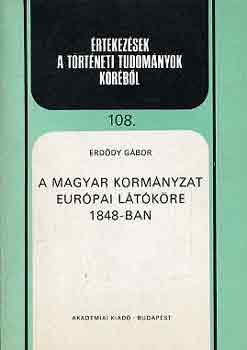 ÉRTEKEZÉSEK
A TÖRTÉNETI TUDOMÁNYOK
KÖRÉBŐL
108.
ERDŐDY GÁBOR
A MAGYAR KORMÁNYZAT
EURÓPAI LÁTÓKÖRE
1848-BAN
AKADÉMIAI KIADÓ · BUDAPEST